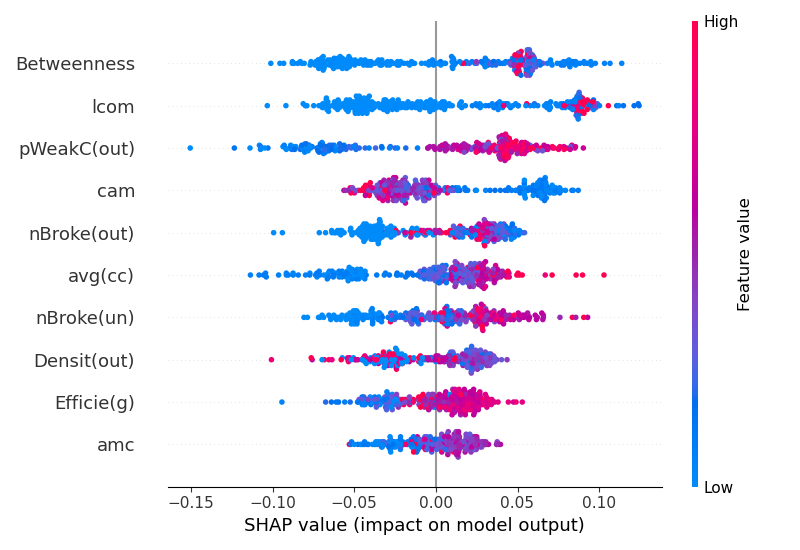 High
Betweenness
lcom
pWeakC(out)
cam
nBroke(out)
avg(cc)
nBroke(un)
Densit(out)
Efficie(g)
amc
Feature value
Low
−0.15 −0.10 −0.05 0.00 0.05 0.10
SHAP value (impact on model output)